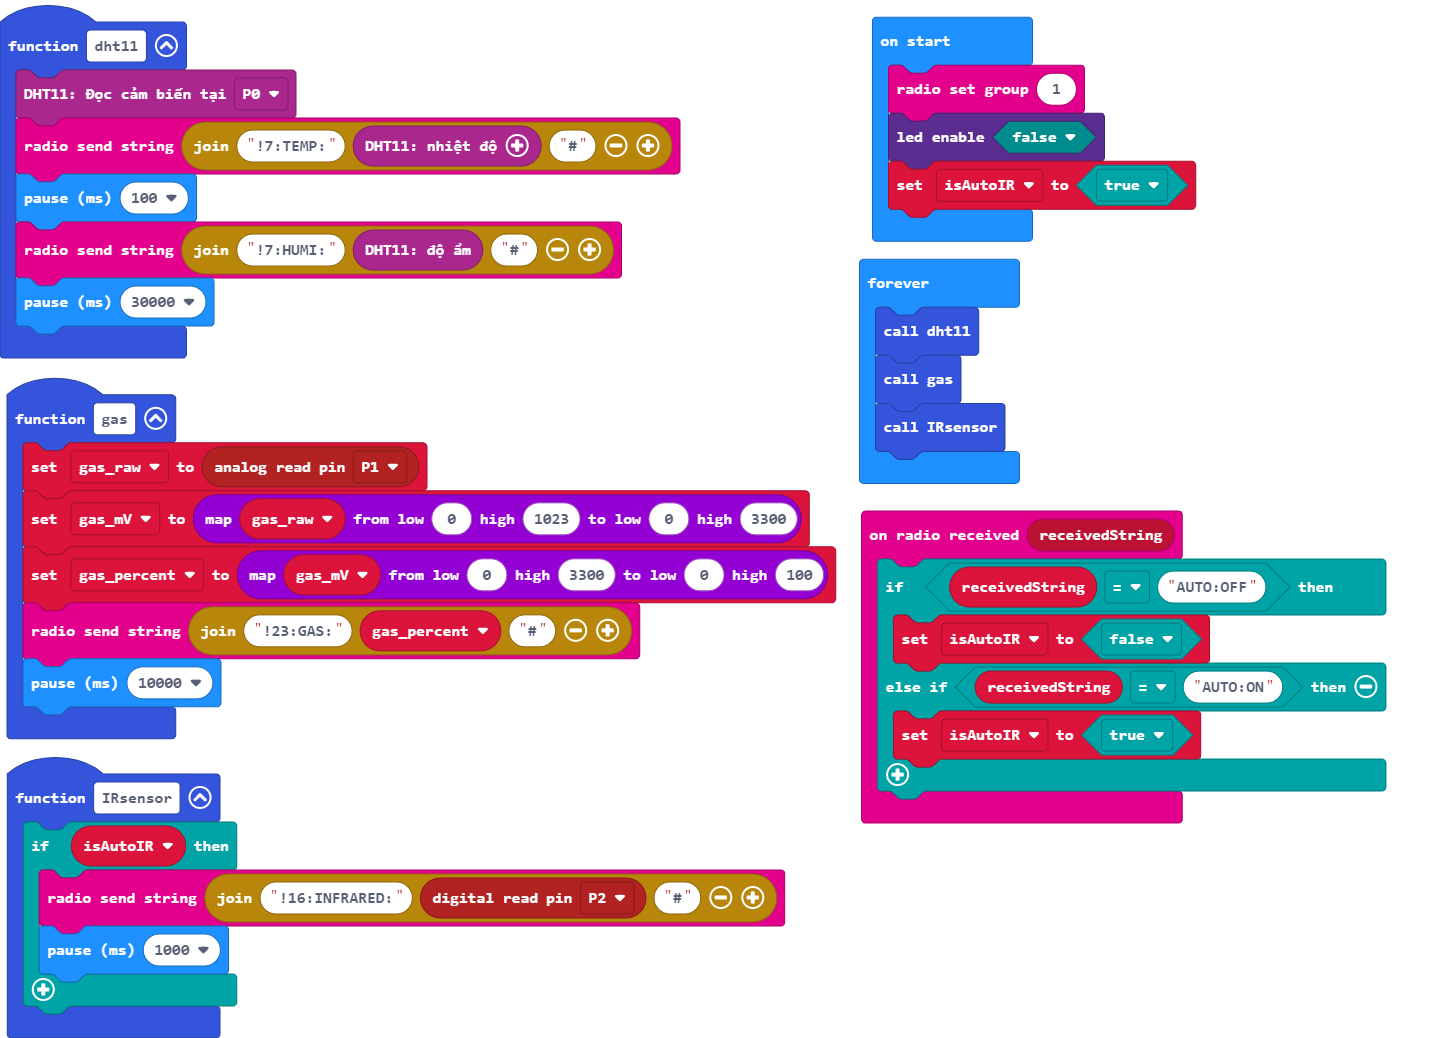 function dht11
DHT11: Đọc cảm biến tại P0
radio send string join "!7:TEMP:" DHT11: nhiệt độ "#"
pause (ms) 100
radio send string join "!7:HUMI:" DHT11: độ ẩm "#"
pause (ms) 30000
function gas
set gas_raw to analog read pin P1
set gas_mV to map gas_raw from low 0 high 1023 to low 0 high 3300
set gas_percent to map gas_mV from low 0 high 3300 to low 0 high 100
radio send string join "!23:GAS:" gas_percent "#"
pause (ms) 10000
function IRsensor
if isAutoIR then
radio send string join "!16:INFRARED:" digital read pin P2 "#"
pause (ms) 1000
on start
radio set group 1
led enable false
set isAutoIR to true
forever
call dht11
call gas
call IRsensor
on radio received receivedString
if receivedString = "AUTO:OFF" then
set isAutoIR to false
else if receivedString = "AUTO:ON" then
set isAutoIR to true